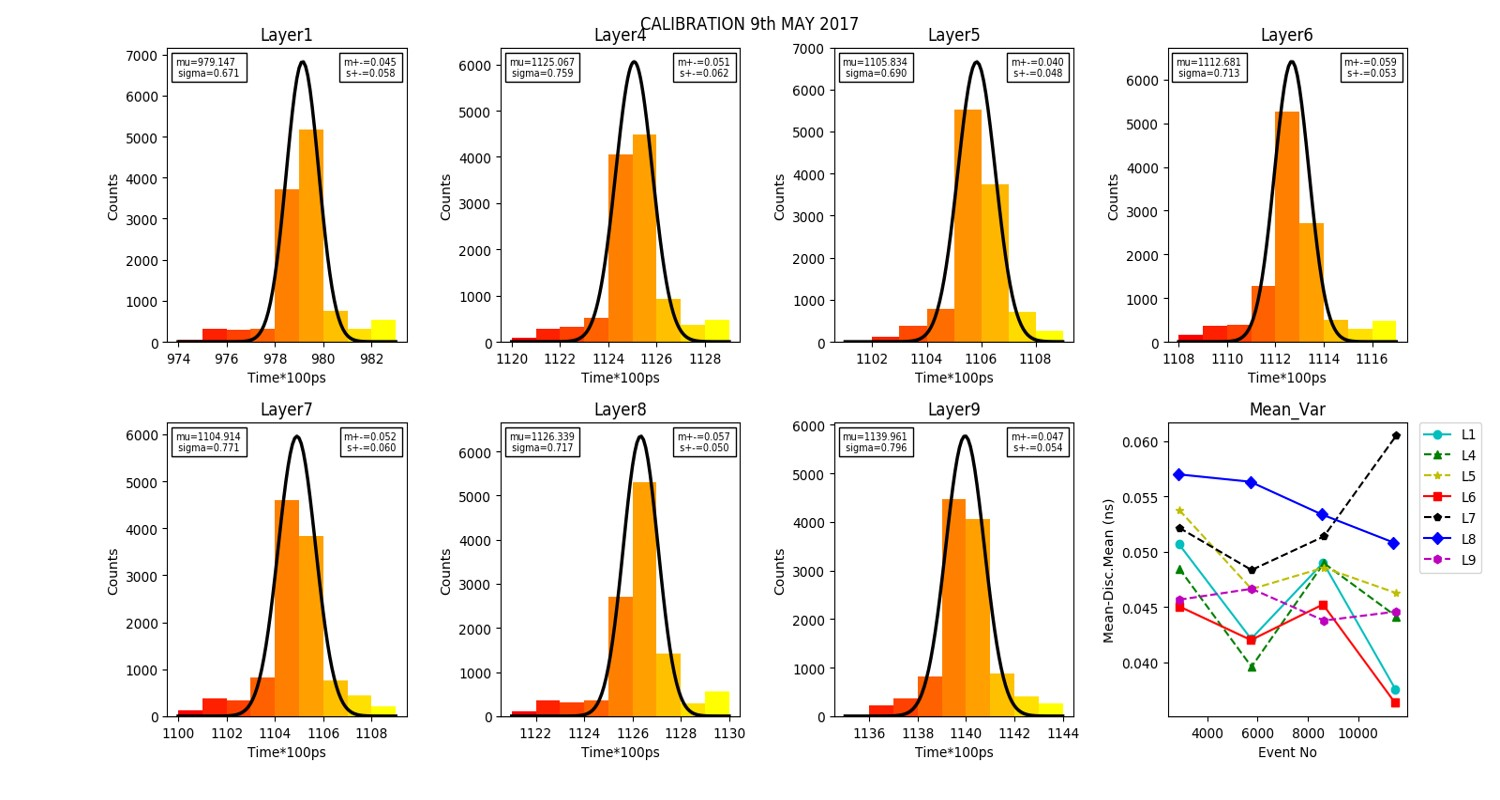 CALIBRATION 9th MAY 2017
Layer1
mu=979.147
sigma=0.671
m+-=0.045
s+-=0.058
Counts
7000
6000
5000
4000
3000
2000
1000
0
974 976 978 980 982
Time*100ps
Layer4
mu=1125.067
sigma=0.759
m+-=0.051
s+-=0.062
Counts
6000
5000
4000
3000
2000
1000
0
1120 1122 1124 1126 1128
Time*100ps
Layer5
mu=1105.834
sigma=0.690
m+-=0.040
s+-=0.048
Counts
7000
6000
5000
4000
3000
2000
1000
0
1102 1104 1106 1108
Time*100ps
Layer6
mu=1112.681
sigma=0.713
m+-=0.059
s+-=0.053
Counts
6000
5000
4000
3000
2000
1000
0
1108 1110 1112 1114 1116
Time*100ps
Layer7
mu=1104.914
sigma=0.771
m+-=0.052
s+-=0.060
Counts
6000
5000
4000
3000
2000
1000
0
1100 1102 1104 1106 1108
Time*100ps
Layer8
mu=1126.339
sigma=0.717
m+-=0.057
s+-=0.050
Counts
6000
5000
4000
3000
2000
1000
0
1122 1124 1126 1128 1130
Time*100ps
Layer9
mu=1139.961
sigma=0.796
m+-=0.047
s+-=0.054
Counts
6000
5000
4000
3000
2000
1000
0
1136 1138 1140 1142 1144
Time*100ps
Mean_Var
Mean-Disc.Mean (ns)
0.060
0.055
0.050
0.045
0.040
4000 6000 8000 10000
Event No
L1
L4
L5
L6
L7
L8
L9